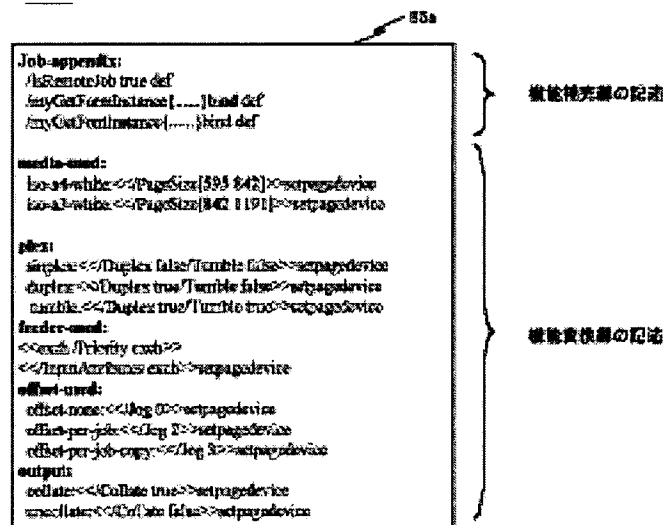 53a
Job-appendix:
/IsRemoteJob true def
/myGetFormInstance{......}bind def
/myGetFontInstance{......}bind def
機能補完部の記述
media-used:
iso-a4-white:<</PageSize[595 842]>>setpagedevice
iso-a3-white:<</PageSize[842 1191]>>setpagedevice
plex:
simplex:<</Duplex false/Tumble false>>setpagedevice
duplex:<</Duplex true/Tumble false>>setpagedevice
tumble:<</Duplex true/Tumble true>>setpagedevice
feeder-used:
<<exch /Priority exch>>
<</InputAttributes exch>>setpagedevice
機能置換部の記述
offset-used:
offset-none:<</Jog 0>>setpagedevice
offset-per-job:<</Jog 2>>setpagedevice
offset-per-job-copy:<</Jog 3>>setpagedevice
output:
collate:<</Collate true>>setpagedevice
uncollate:<</Collate false>>setpagedevice